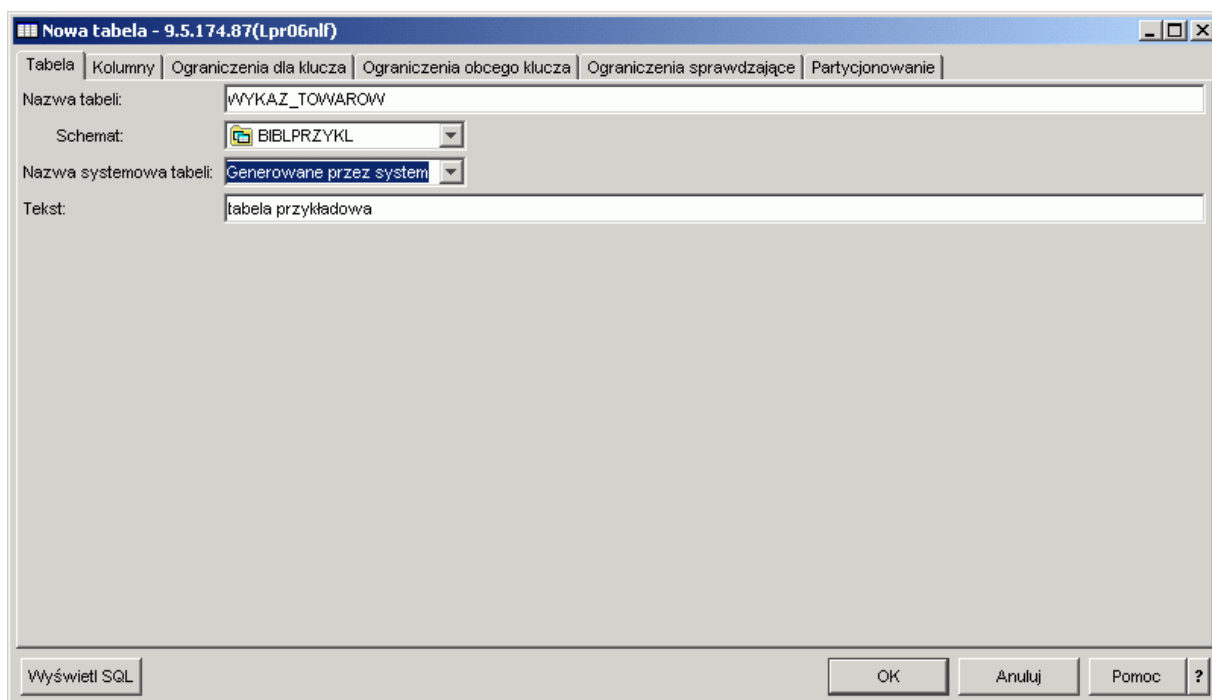 Nowa tabela - 9.5.174.87(Lpr06nlf)
Tabela Kolumny Ograniczenia dla klucza Ograniczenia obcego klucza Ograniczenia sprawdzające Partycjonowanie
Nazwa tabeli: WYKAZ_TOWAROW
Schemat: BIBLPRZYKL
Nazwa systemowa tabeli: Generowane przez system
Tekst: tabela przykładowa
Wyświetl SQL OK Anuluj Pomoc ?